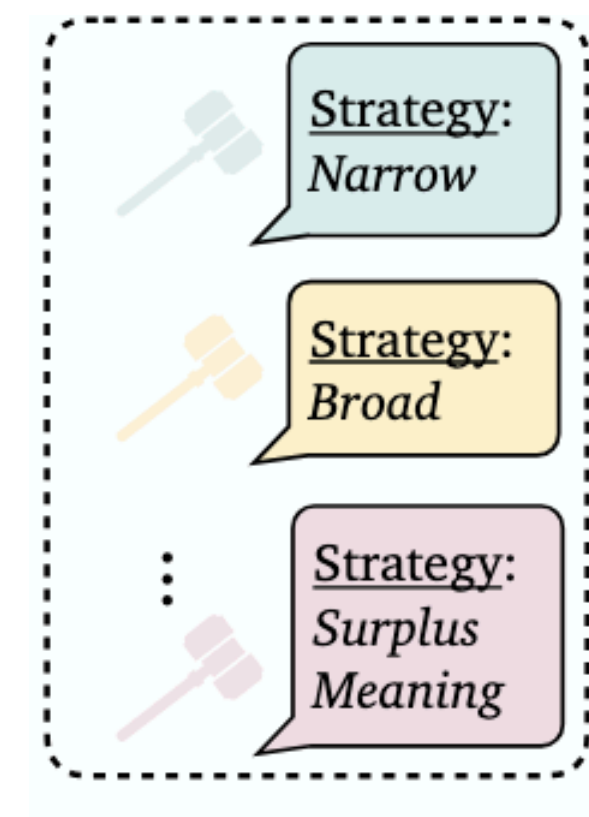 Strategy:
Narrow
Strategy:
Broad
Strategy:
Surplus
Meaning